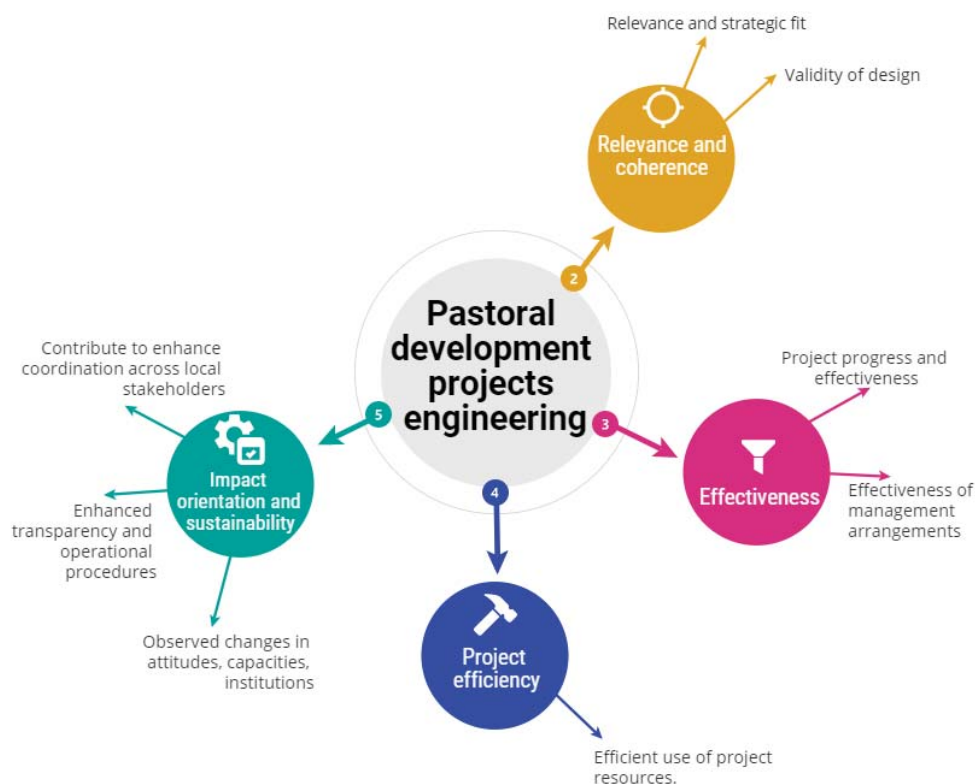 Relevance and strategic fit
Validity of design
Relevance and
coherence
2
Pastoral
development
projects
engineering
3
Project progress and
effectiveness
Effectiveness
Effectiveness of
management
arrangements
4
Project
efficiency
Efficient use of project
resources.
5
Impact
orientation and
sustainability
Contribute to enhance
coordination across local
stakeholders
Enhanced
transparency and
operational
procedures
Observed changes in
attitudes, capacities,
institutions